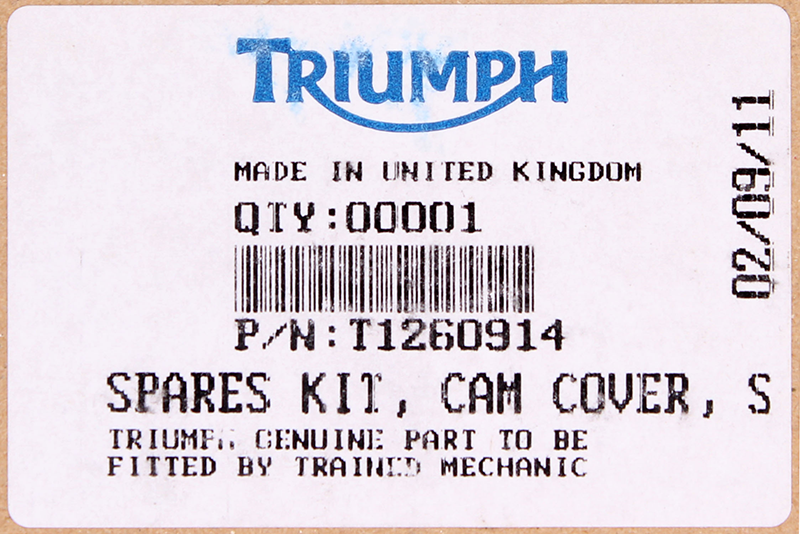 TRIUMPH
MADE IN UNITED KINGDOM
QTY:00001
P/N:T1260914
SPARES KIT, CAM COVER, S
TRIUMPH GENUINE PART TO BE
FITTED BY TRAINED MECHANIC
02/09/11